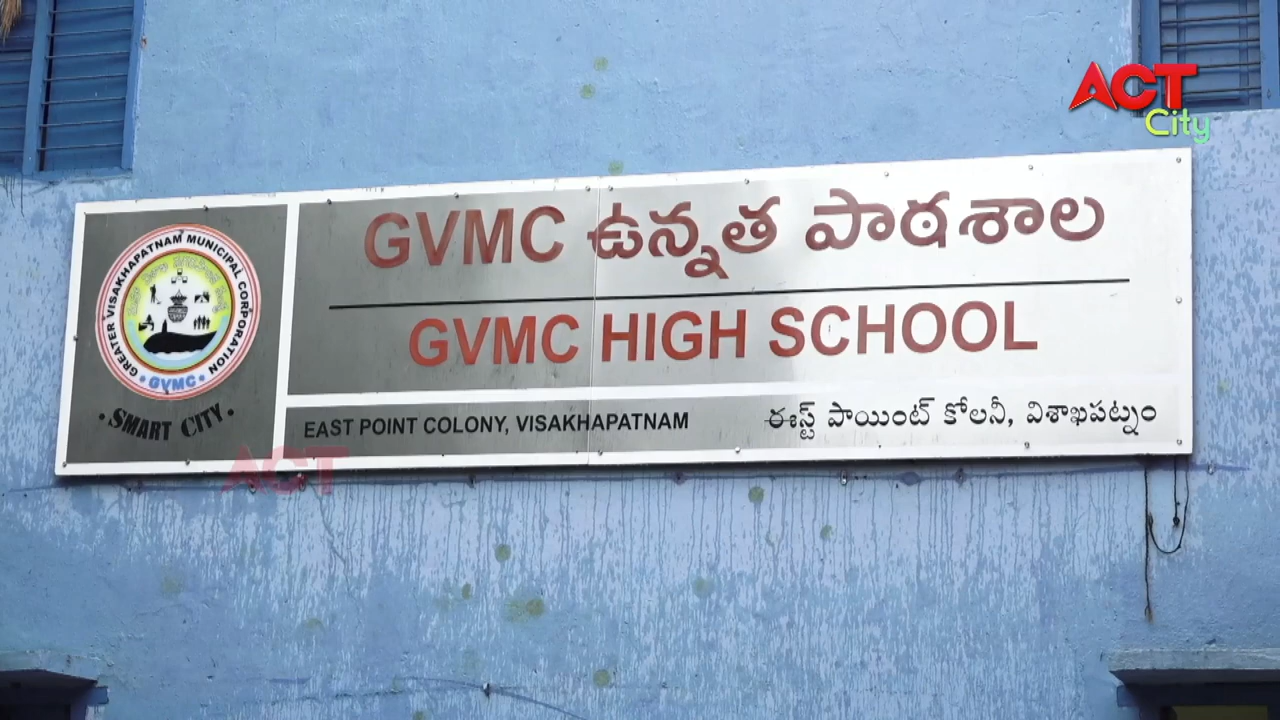 ACT
City
GVMC ఉన్నత పాఠశాల
GVMC HIGH SCHOOL
GREATER VISAKHAPATNAM MUNICIPAL CORPORATION
• GVMC •
• SMART CITY •
EAST POINT COLONY, VISAKHAPATNAM
ఈస్ట్ పాయింట్ కోలనీ, విశాఖపట్నం
ACT